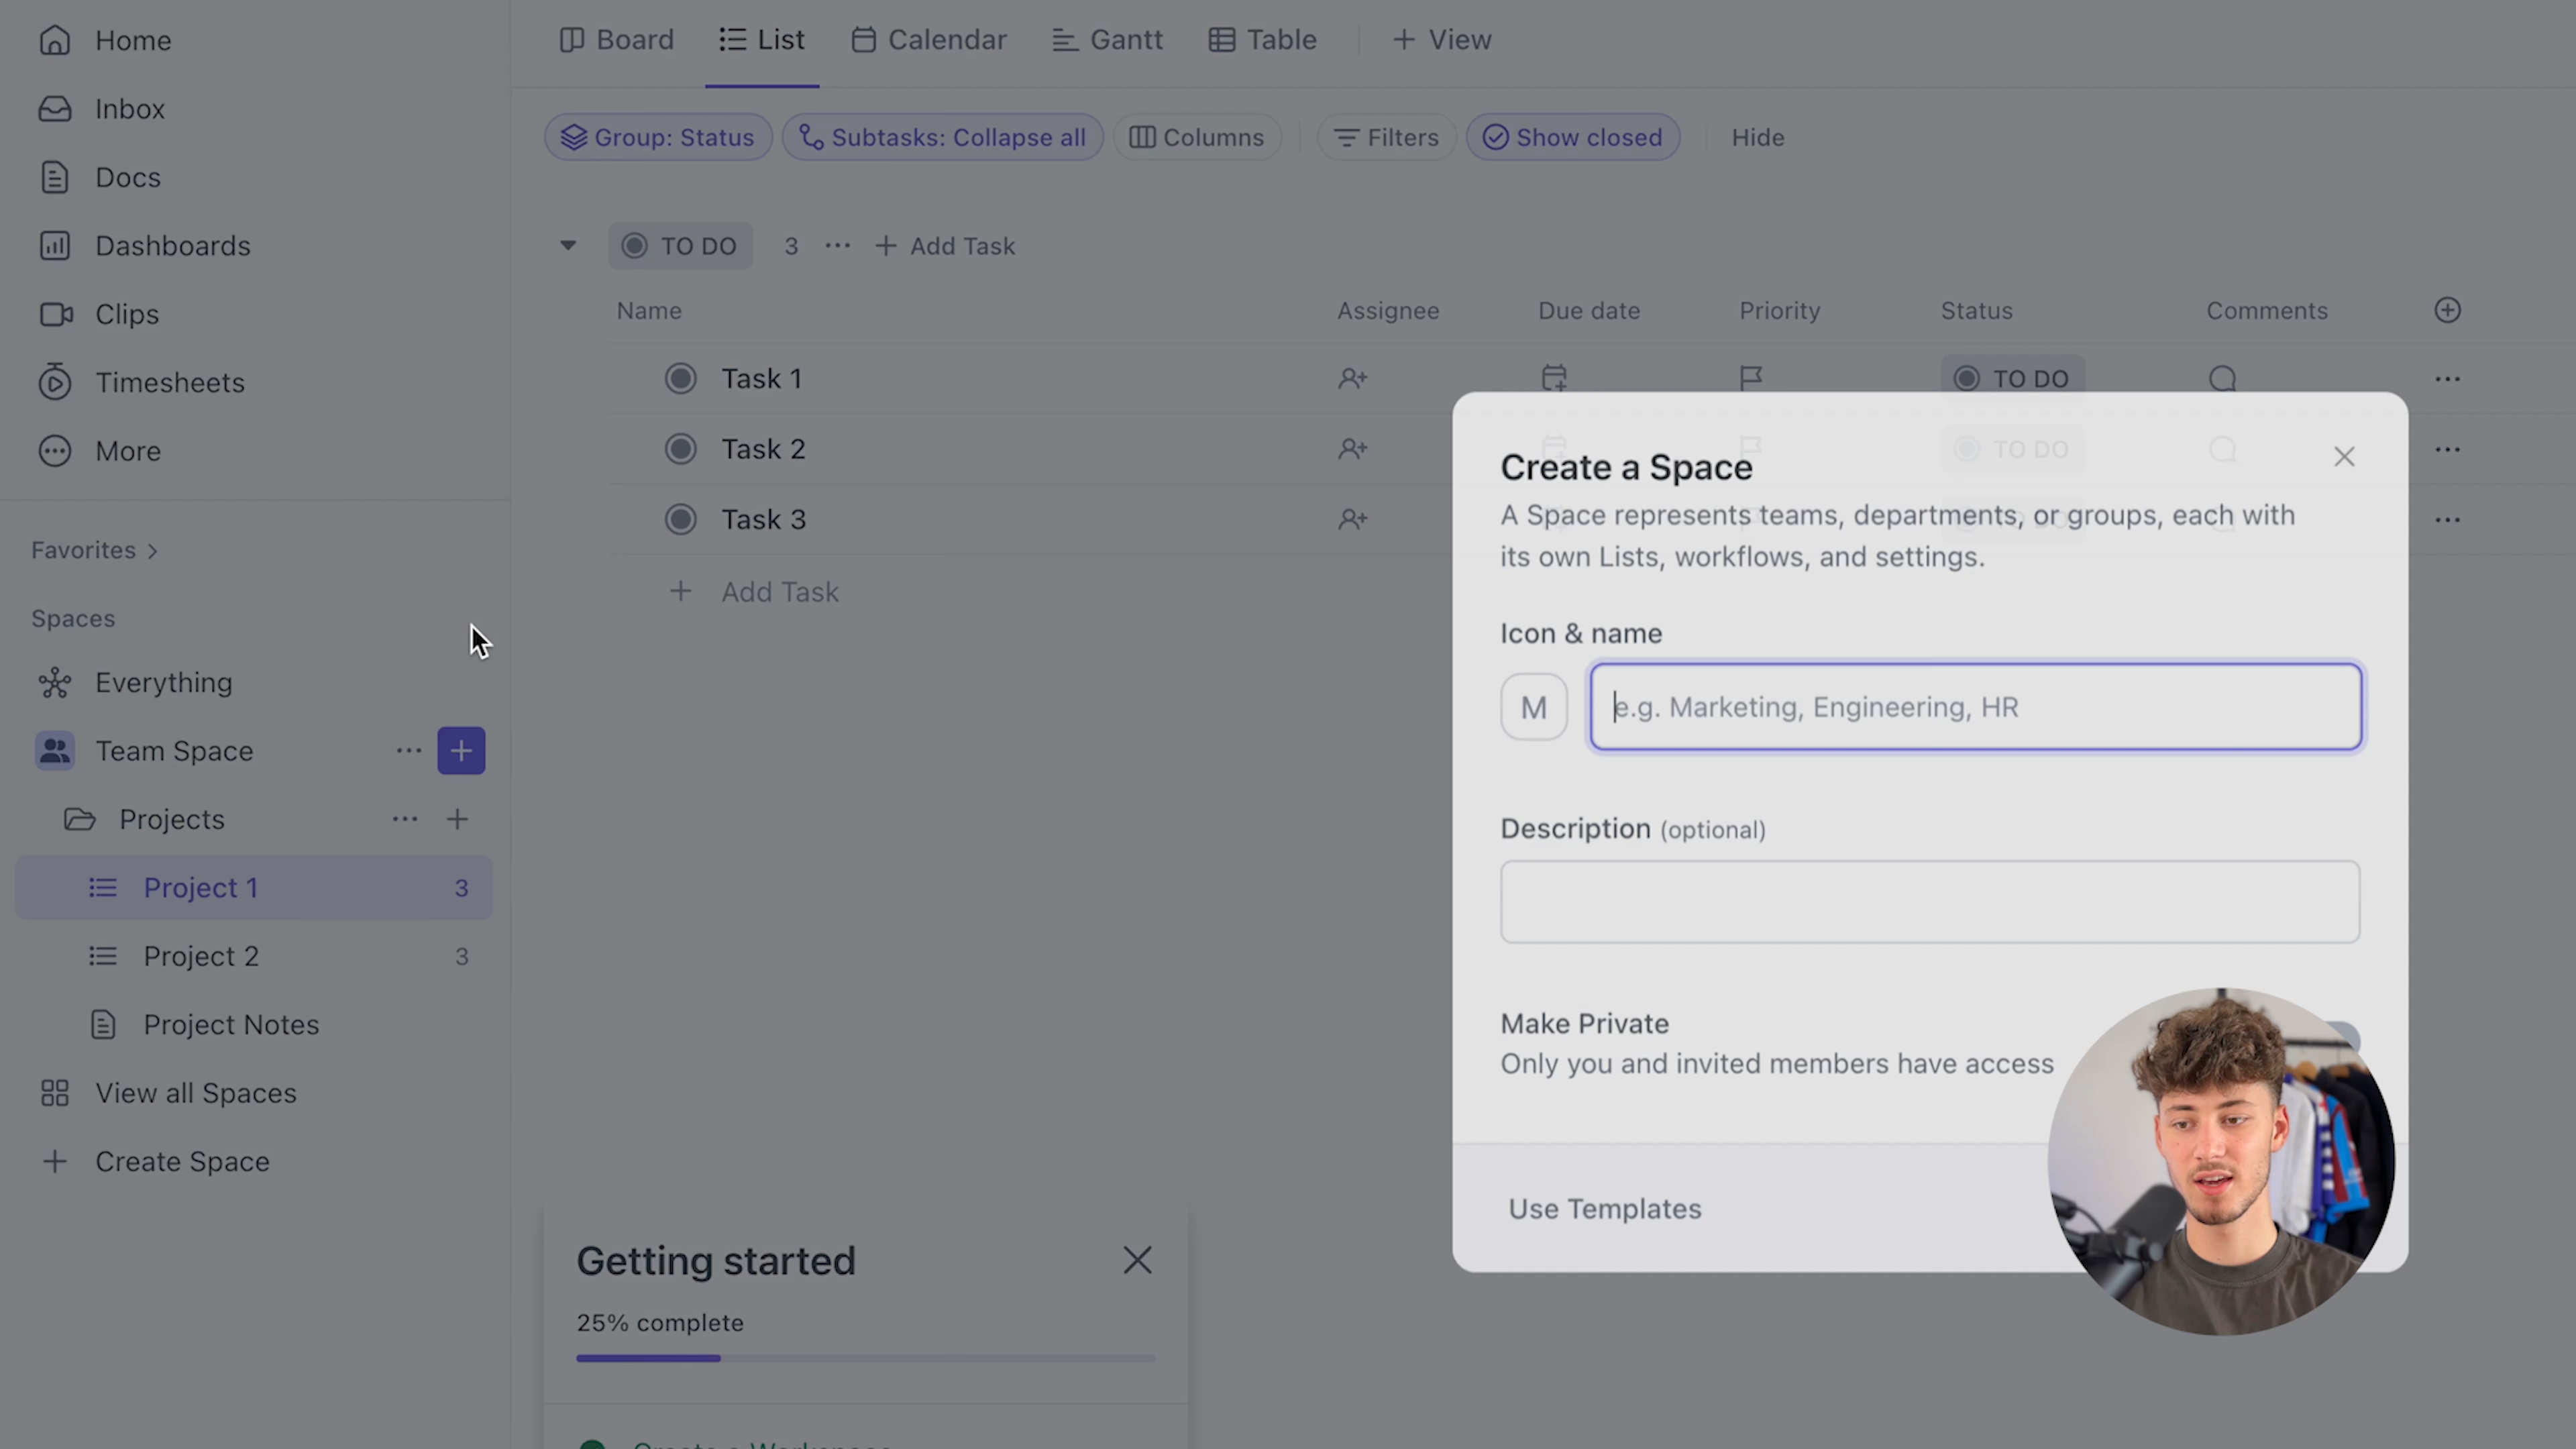 Home
Inbox
Docs
Dashboards
Clips
Timesheets
More
Favorites
Spaces
Everything
Team Space
Projects
Project 1 3
Project 2 3
Project Notes
View all Spaces
Create Space
Board List Calendar Gantt Table + View
Group: Status Subtasks: Collapse all Columns Filters Show closed Hide
TO DO 3 ... + Add Task
Name Assignee Due date Priority Status Comments
Task 1 TO DO
Task 2 TO DO
Task 3
+ Add Task
Create a Space
A Space represents teams, departments, or groups, each with
its own Lists, workflows, and settings.
Icon & name
M e.g. Marketing, Engineering, HR
Description (optional)
Make Private
Only you and invited members have access
Use Templates
Getting started
25% complete
Create a Workspace